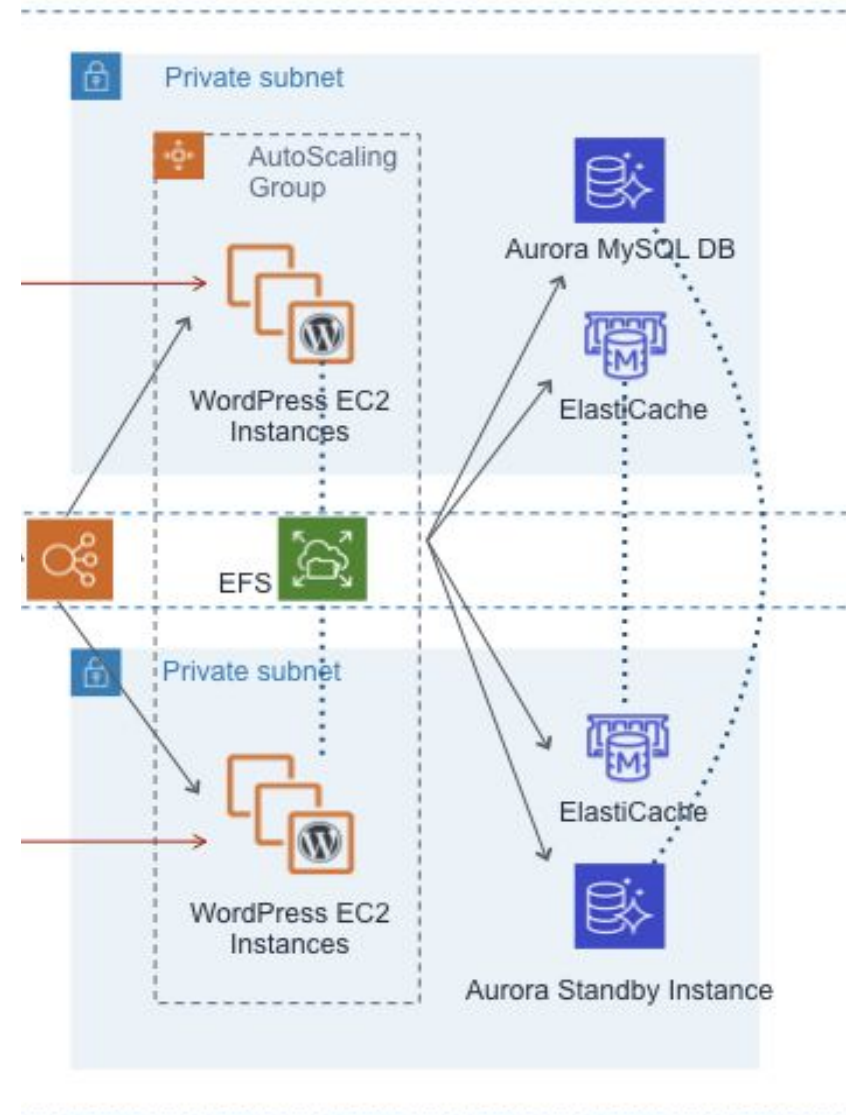 Private subnet
AutoScaling
Group
Aurora MySQL DB
WordPress EC2
Instances
ElastiCache
EFS
Private subnet
ElastiCache
WordPress EC2
Instances
Aurora Standby Instance